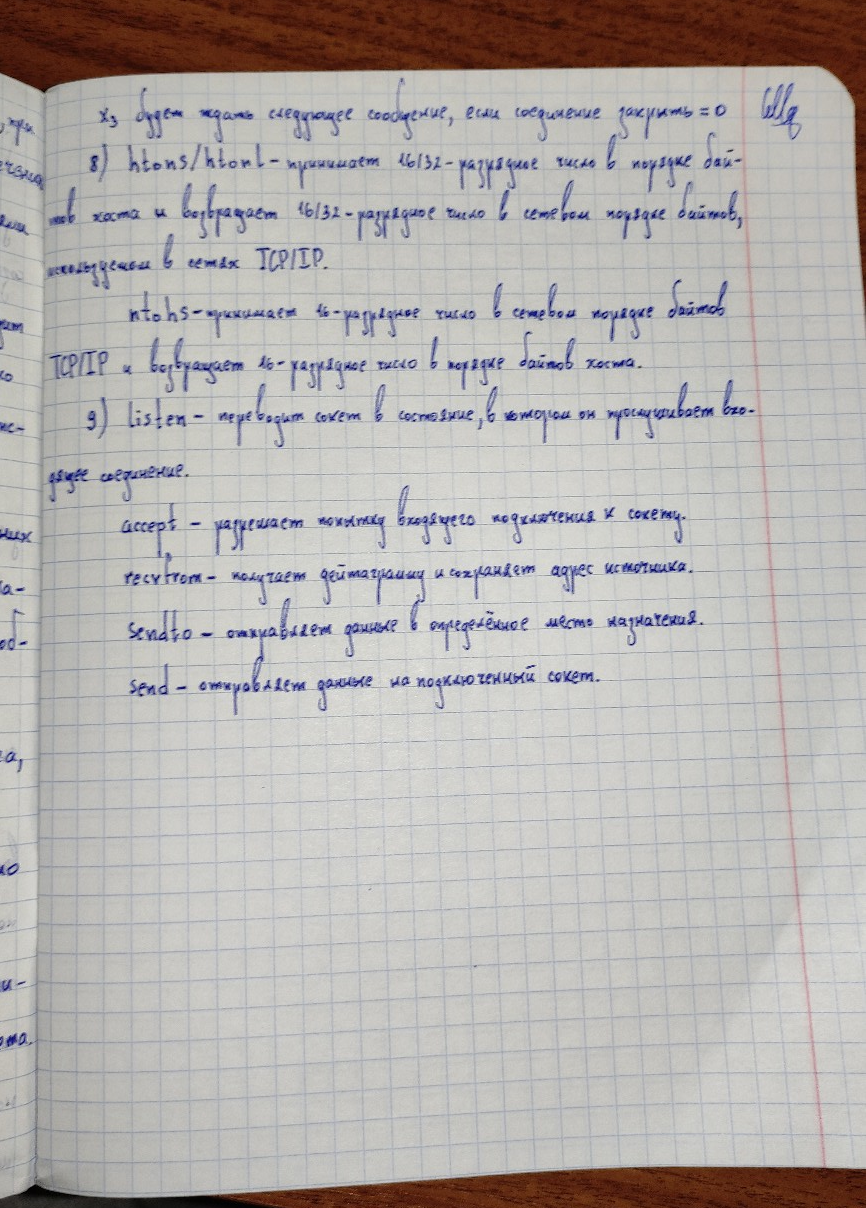 x₃ будет ждать следующее сообщение, если соединение закрыть = 0
8) htons/htonl - принимает 16/32-разрядное число в порядке бай-
тов хоста и возвращает 16/32-разрядное число в сетевом порядке байтов,
используемом в сетях TCP/IP.
ntohs - принимает 16-разрядное число в сетевом порядке байтов
TCP/IP и возвращает 16-разрядное число в порядке байтов хоста.
9) listen - переводит сокет в состояние, в котором он прослушивает вхо-
дящее соединение.
accept - разрешает попытку входящего подключения к сокету.
recvfrom - получает дейтаграмму и сохраняет адрес источника.
sendto - отправляет данные в определённое место назначения.
send - отправляет данные на подключенный сокет.